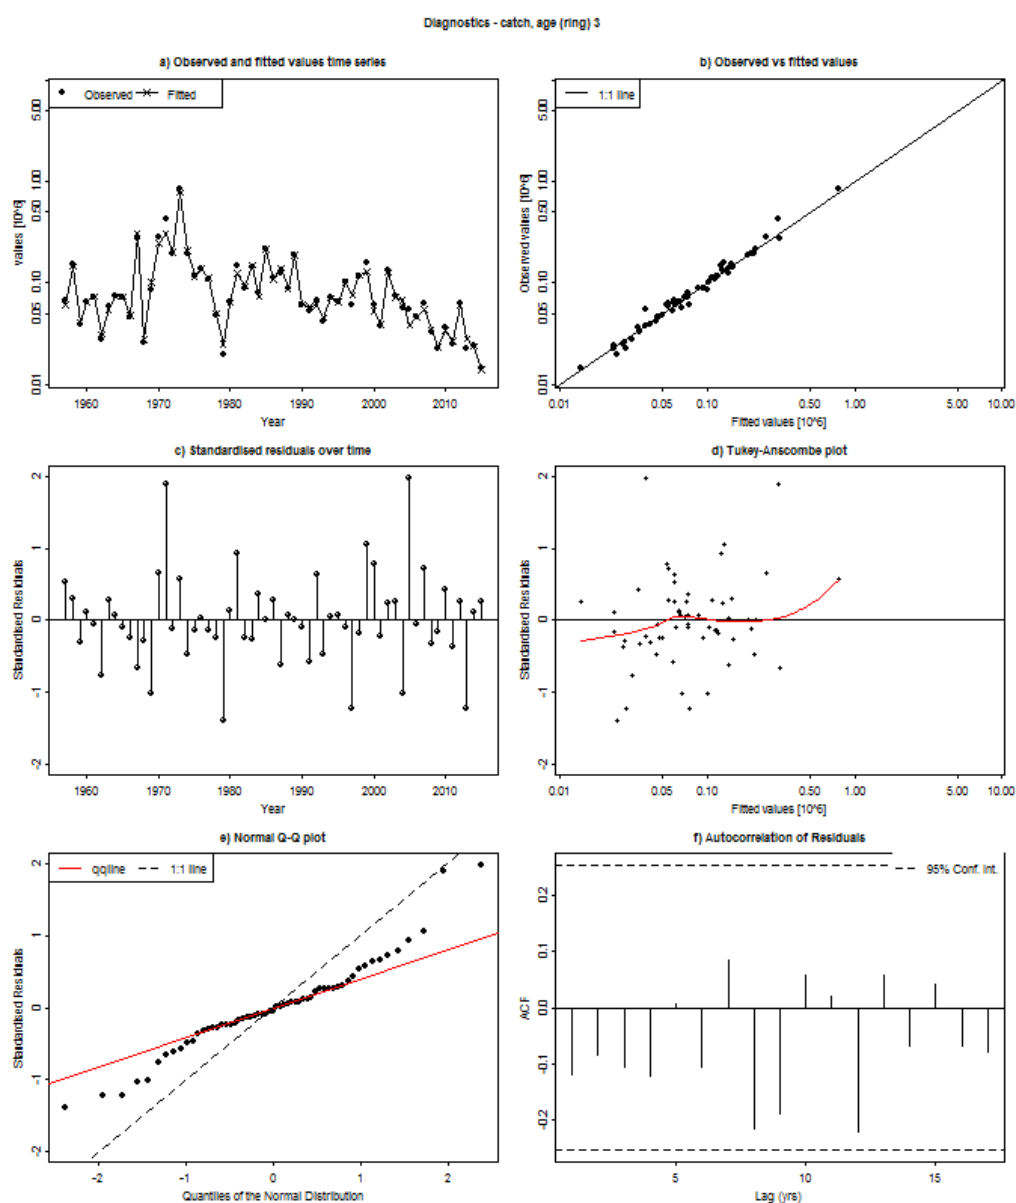 Diagnostics - catch, age (ring) 3
a) Observed and fitted values time series
Observed Fitted
values [10^6]
0.01 0.05 0.10 0.50 1.00 5.00
1960 1970 1980 1990 2000 2010
Year
b) Observed vs fitted values
1:1 line
Observed values [10^6]
0.01 0.05 0.10 0.50 1.00 5.00
0.01 0.05 0.10 0.50 1.00 5.00 10.00
Fitted values [10^6]
c) Standardised residuals over time
Standardised Residuals
-2 -1 0 1 2
1960 1970 1980 1990 2000 2010
Year
d) Tukey-Anscombe plot
Standardised Residuals
-2 -1 0 1 2
0.01 0.05 0.10 0.50 1.00 5.00 10.00
Fitted values [10^6]
e) Normal Q-Q plot
qqline 1:1 line
Standardised Residuals
-2 -1 0 1 2
-2 -1 0 1 2
Quantiles of the Normal Distribution
f) Autocorrelation of Residuals
95% Conf. Int.
ACF
-0.2 -0.1 0.0 0.1 0.2
5 10 15
Lag (yrs)